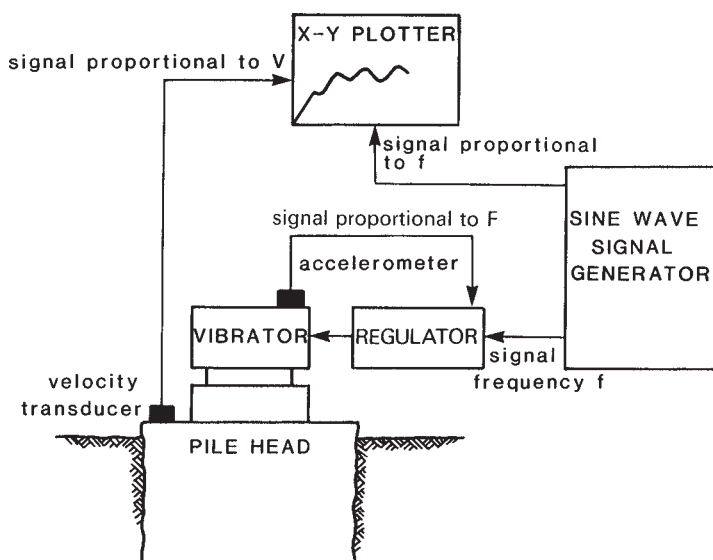 X-Y PLOTTER
signal proportional to V
signal proportional
to f
signal proportional to F
SINE WAVE
SIGNAL
GENERATOR
accelerometer
VIBRATOR
REGULATOR
signal
frequency f
velocity
transducer
PILE HEAD